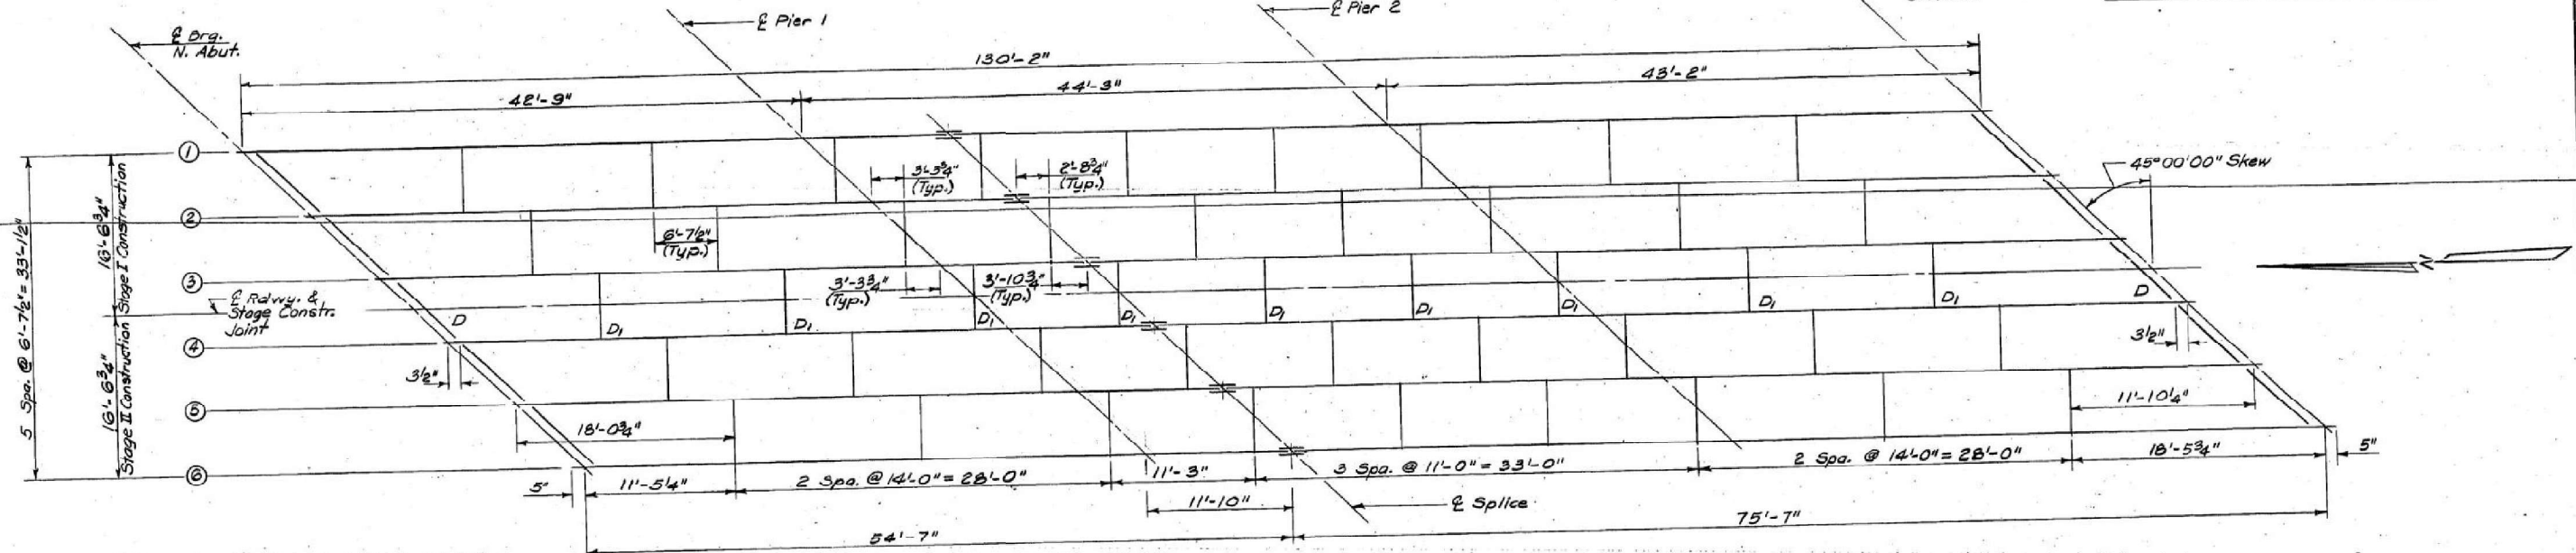 ℄ Brg.
N. Abut.
℄ Pier 1
℄ Pier 2
130'-2"
42'-9"
44'-3"
43'-2"
45°00'00" Skew
1
2
3
4
5
6
5 Spa. @ 6'-7½" = 33'-1½"
16'-6¾"
Stage I Construction
16'-6¾"
Stage II Construction
℄ Rdwy. &
Stage Constr.
Joint
3'-3¾"
(Typ.)
2'-8¾"
(Typ.)
6'-7½"
(Typ.)
3'-3¾"
(Typ.)
3'-10¾"
(Typ.)
D
D1
D1
D1
D1
D1
D1
D1
D1
D1
D
3½"
3½"
18'-0¾"
11'-10¼"
5"
11'-5¼"
2 Spa. @ 14'-0" = 28'-0"
11'-3"
3 Spa. @ 11'-0" = 33'-0"
2 Spa. @ 14'-0" = 28'-0"
18'-5¾"
5"
11'-10"
℄ Splice
54'-7"
75'-7"